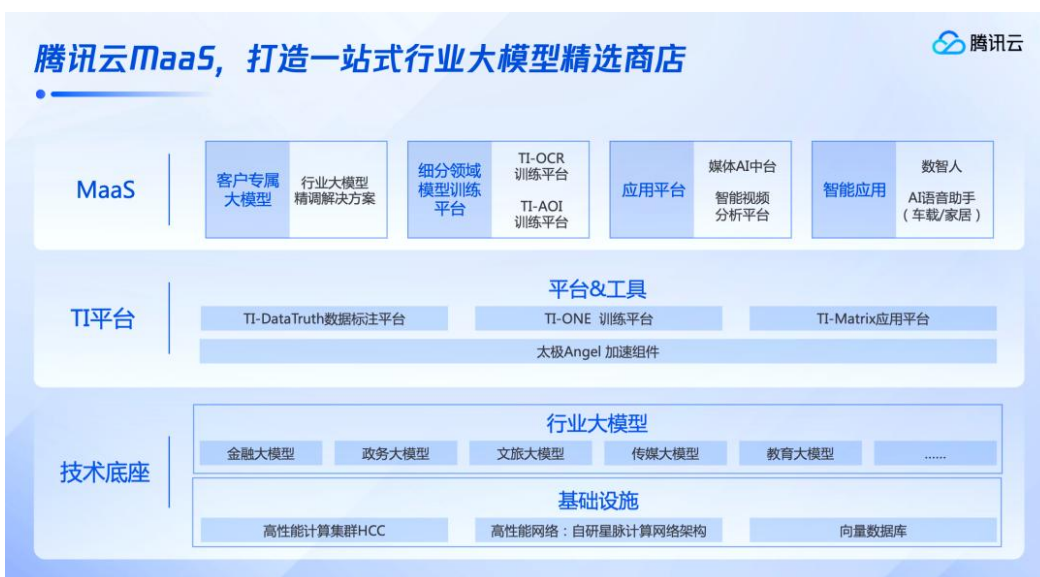 腾讯云MaaS，打造一站式行业大模型精选商店
腾讯云
MaaS
客户专属
大模型
行业大模型
精调解决方案
细分领域
模型训练
平台
TI-OCR
训练平台
TI-AOI
训练平台
应用平台
媒体AI中台
智能视频
分析平台
智能应用
数智人
AI语音助手
（车载/家居）
TI平台
平台&工具
TI-DataTruth数据标注平台
TI-ONE 训练平台
TI-Matrix应用平台
太极Angel 加速组件
技术底座
行业大模型
金融大模型
政务大模型
文旅大模型
传媒大模型
教育大模型
......
基础设施
高性能计算集群HCC
高性能网络：自研星脉计算网络架构
向量数据库